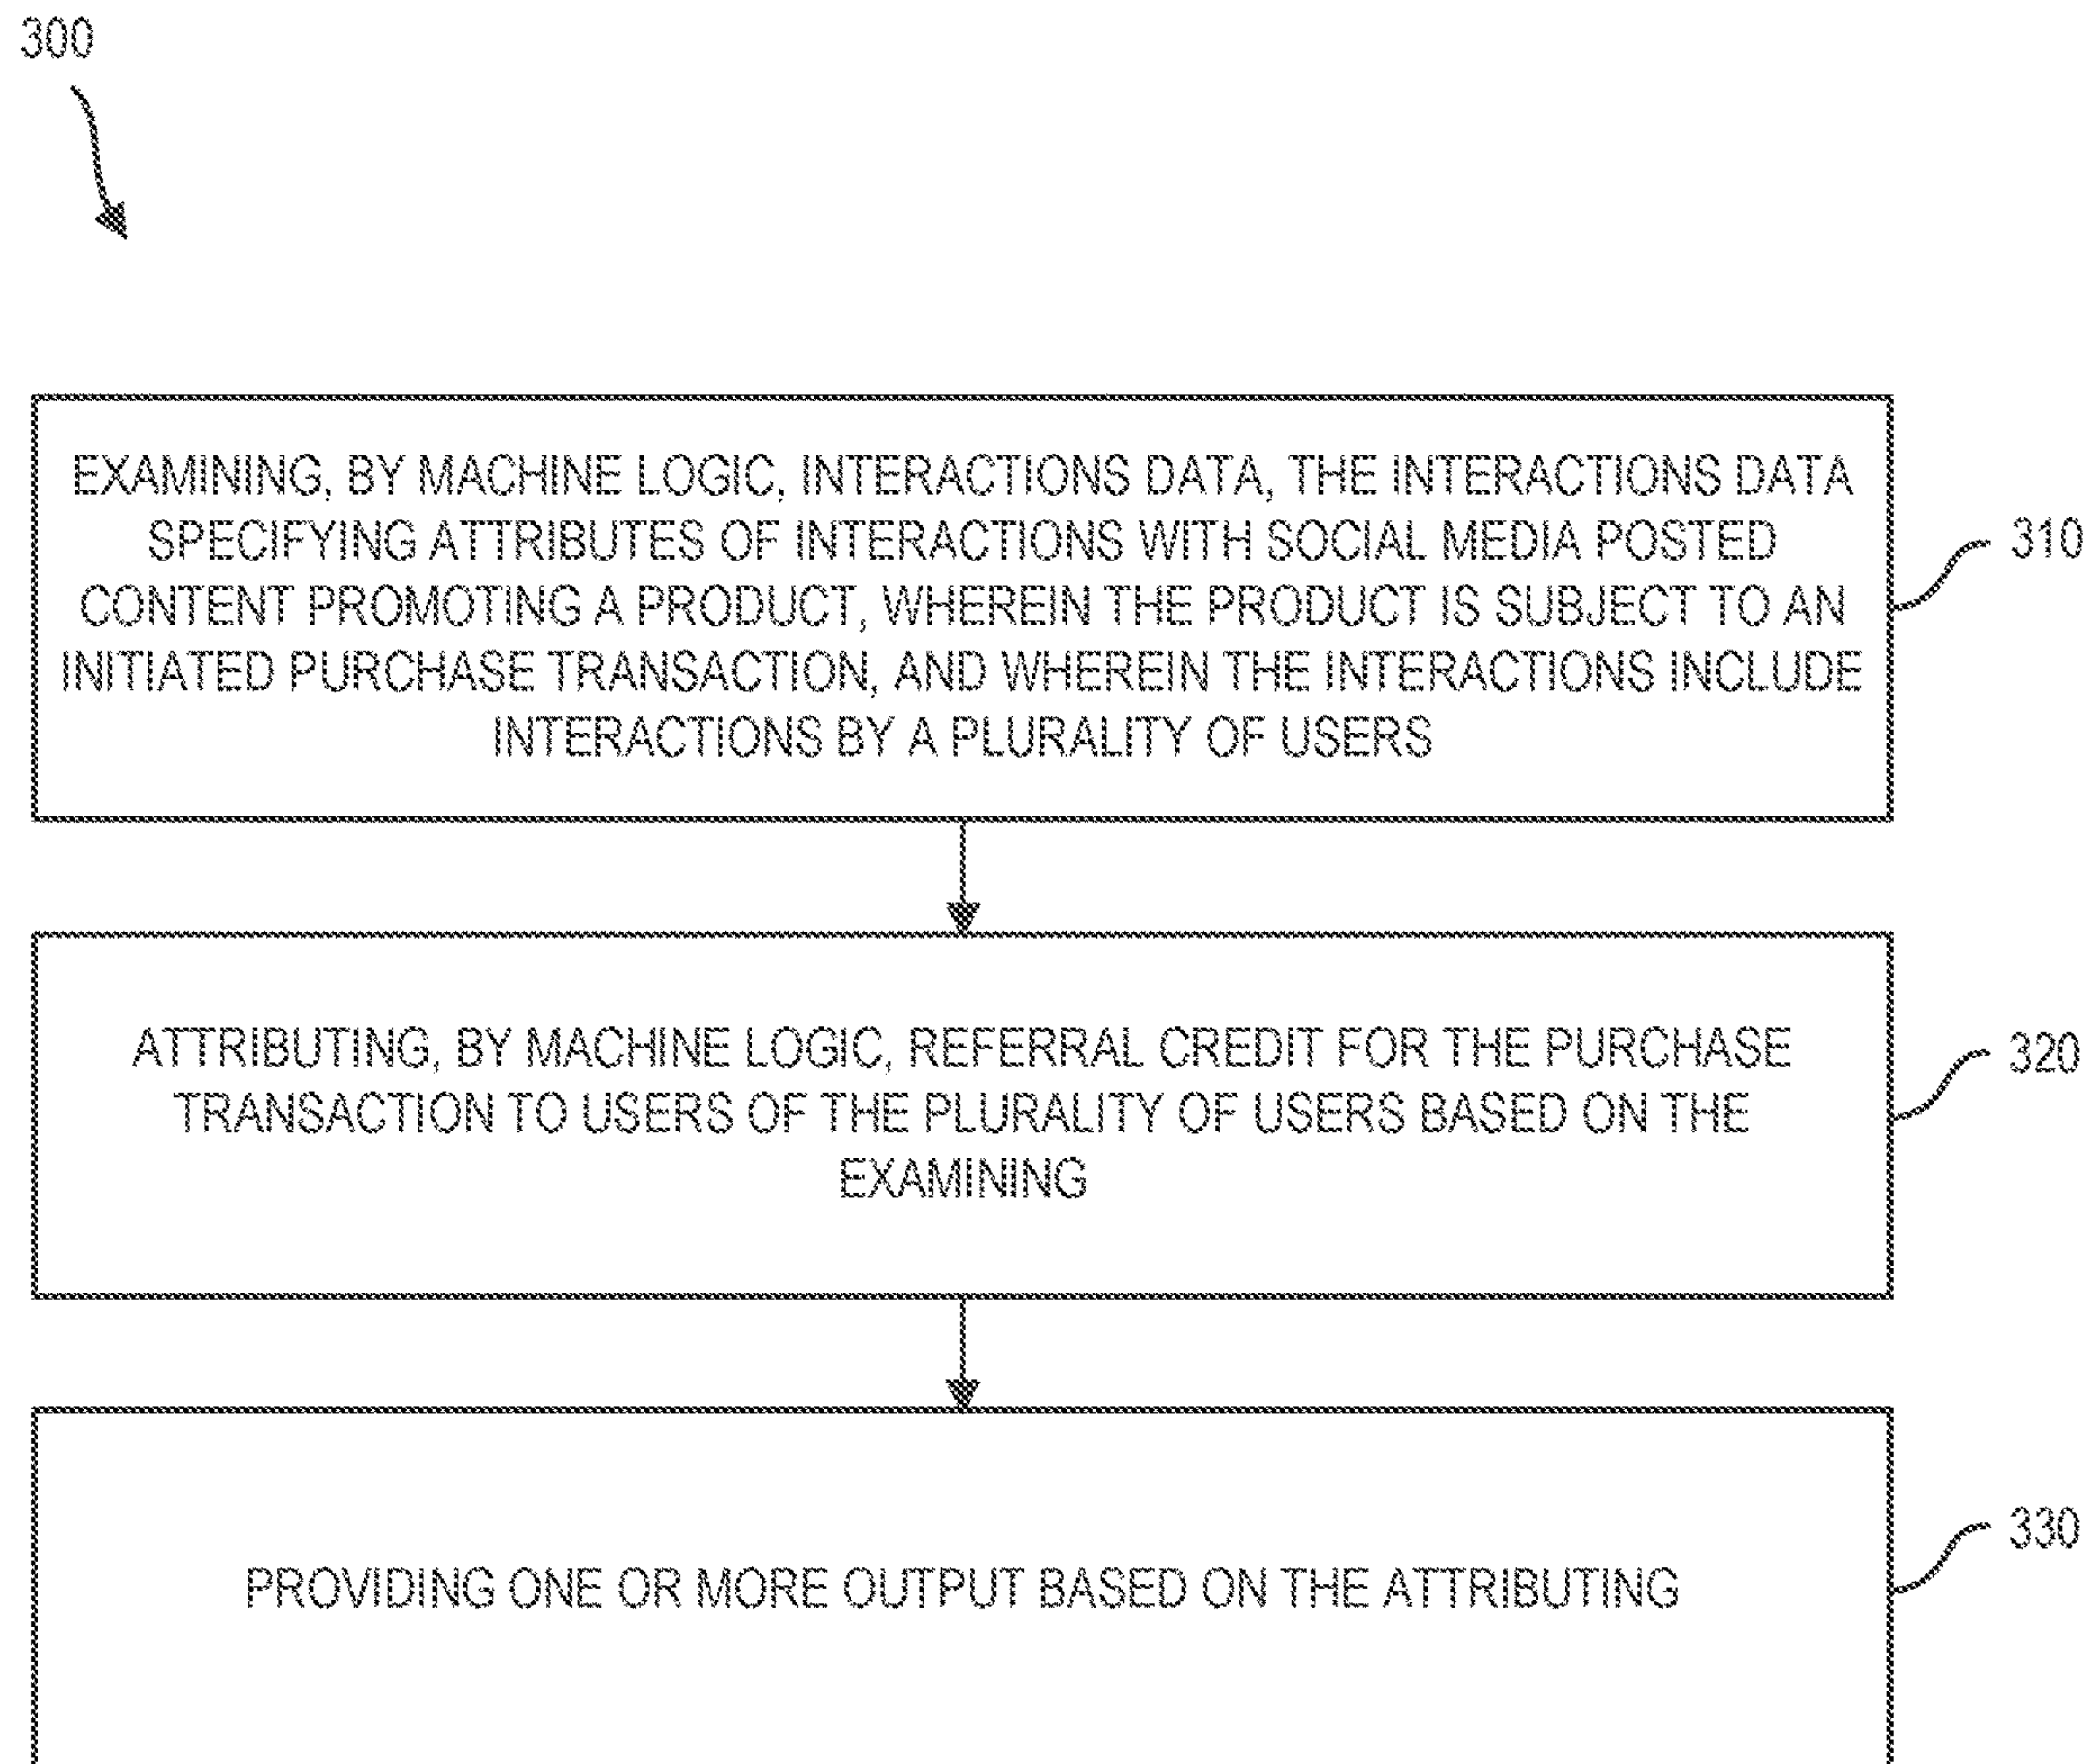 300
EXAMINING, BY MACHINE LOGIC, INTERACTIONS DATA, THE INTERACTIONS DATA
SPECIFYING ATTRIBUTES OF INTERACTIONS WITH SOCIAL MEDIA POSTED
CONTENT PROMOTING A PRODUCT, WHEREIN THE PRODUCT IS SUBJECT TO AN
INITIATED PURCHASE TRANSACTION, AND WHEREIN THE INTERACTIONS INCLUDE
INTERACTIONS BY A PLURALITY OF USERS
310
ATTRIBUTING, BY MACHINE LOGIC, REFERRAL CREDIT FOR THE PURCHASE
TRANSACTION TO USERS OF THE PLURALITY OF USERS BASED ON THE
EXAMINING
320
PROVIDING ONE OR MORE OUTPUT BASED ON THE ATTRIBUTING
330